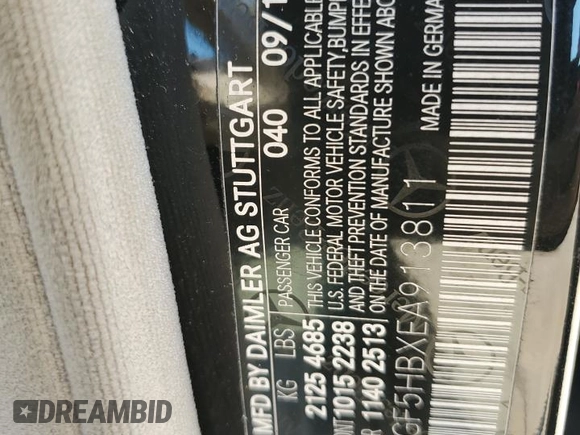 MFD BY DAIMLER AG STUTTGART
040 09/1
KG LBS PASSENGER CAR
2125 4685 THIS VEHICLE CONFORMS TO ALL APPLICABLE
1015 2238 U.S. FEDERAL MOTOR VEHICLE SAFETY, BUMPE
AND THEFT PREVENTION STANDARDS IN EFFE
1140 2513 ON THE DATE OF MANUFACTURE SHOWN ABO
GF5HBXEA913811 MADE IN GERMA
DREAMBID